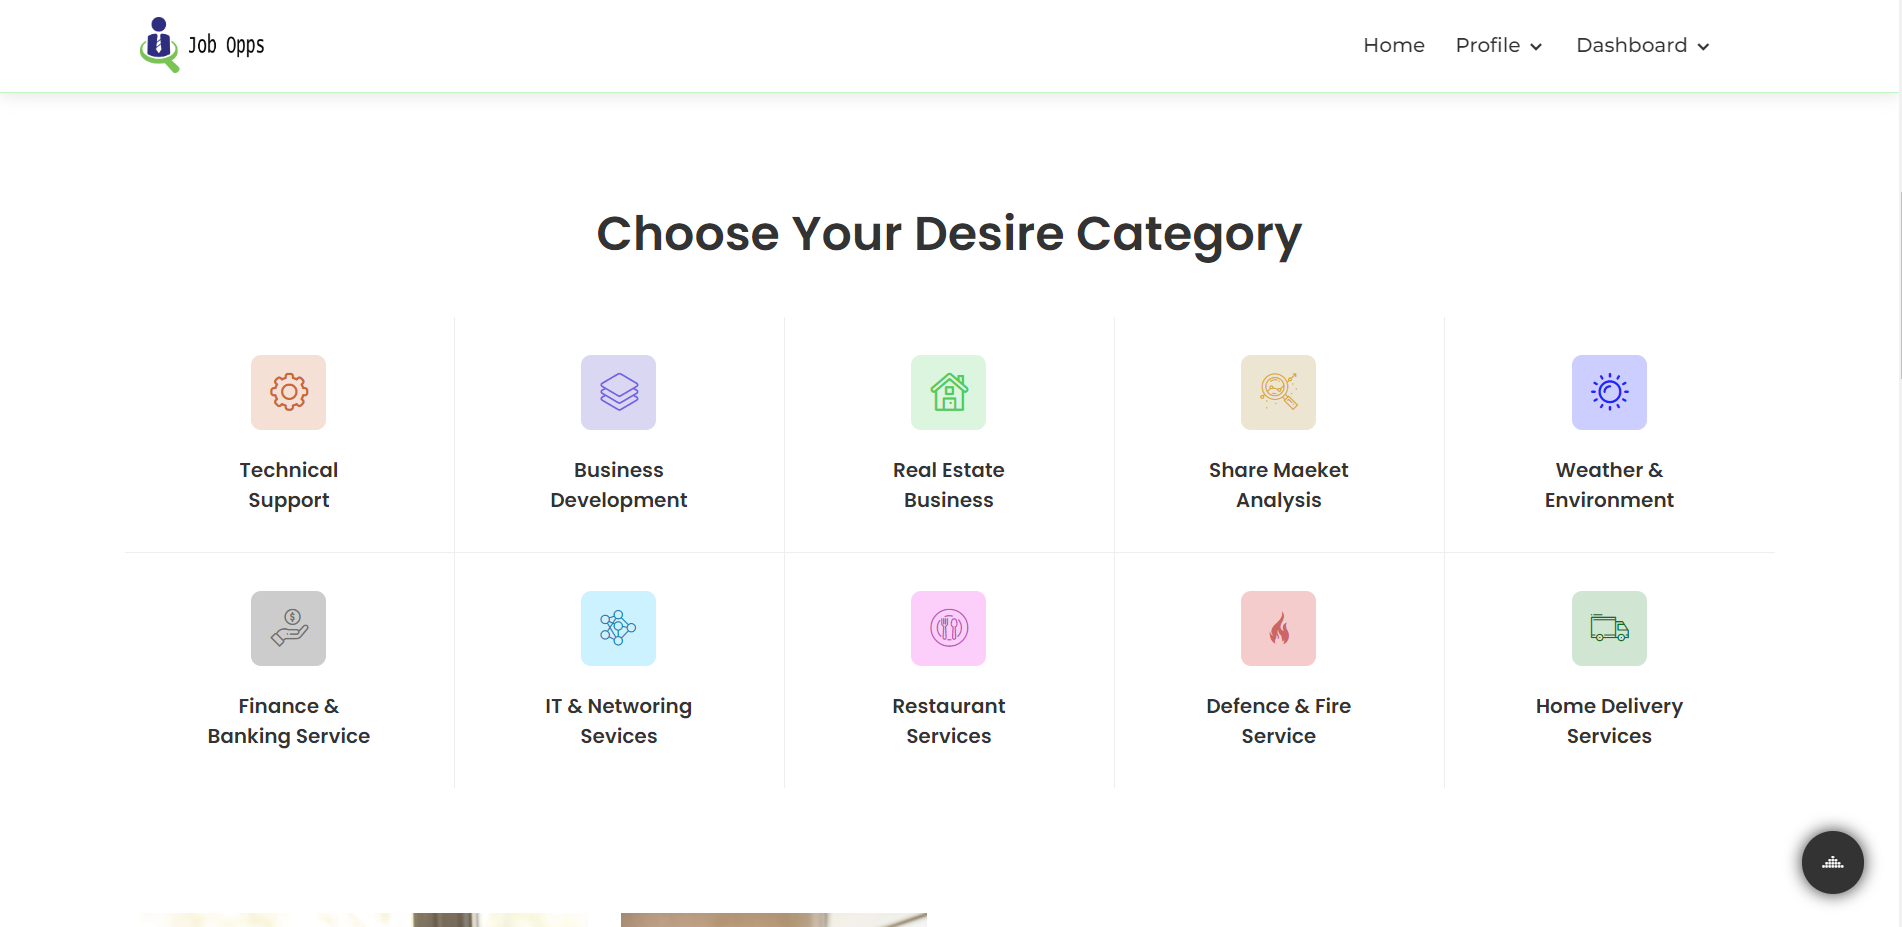 Job Opps
Home
Profile
Dashboard
Choose Your Desire Category
Technical
Support
Business
Development
Real Estate
Business
Share Maeket
Analysis
Weather &
Environment
Finance &
Banking Service
IT & Networing
Sevices
Restaurant
Services
Defence & Fire
Service
Home Delivery
Services